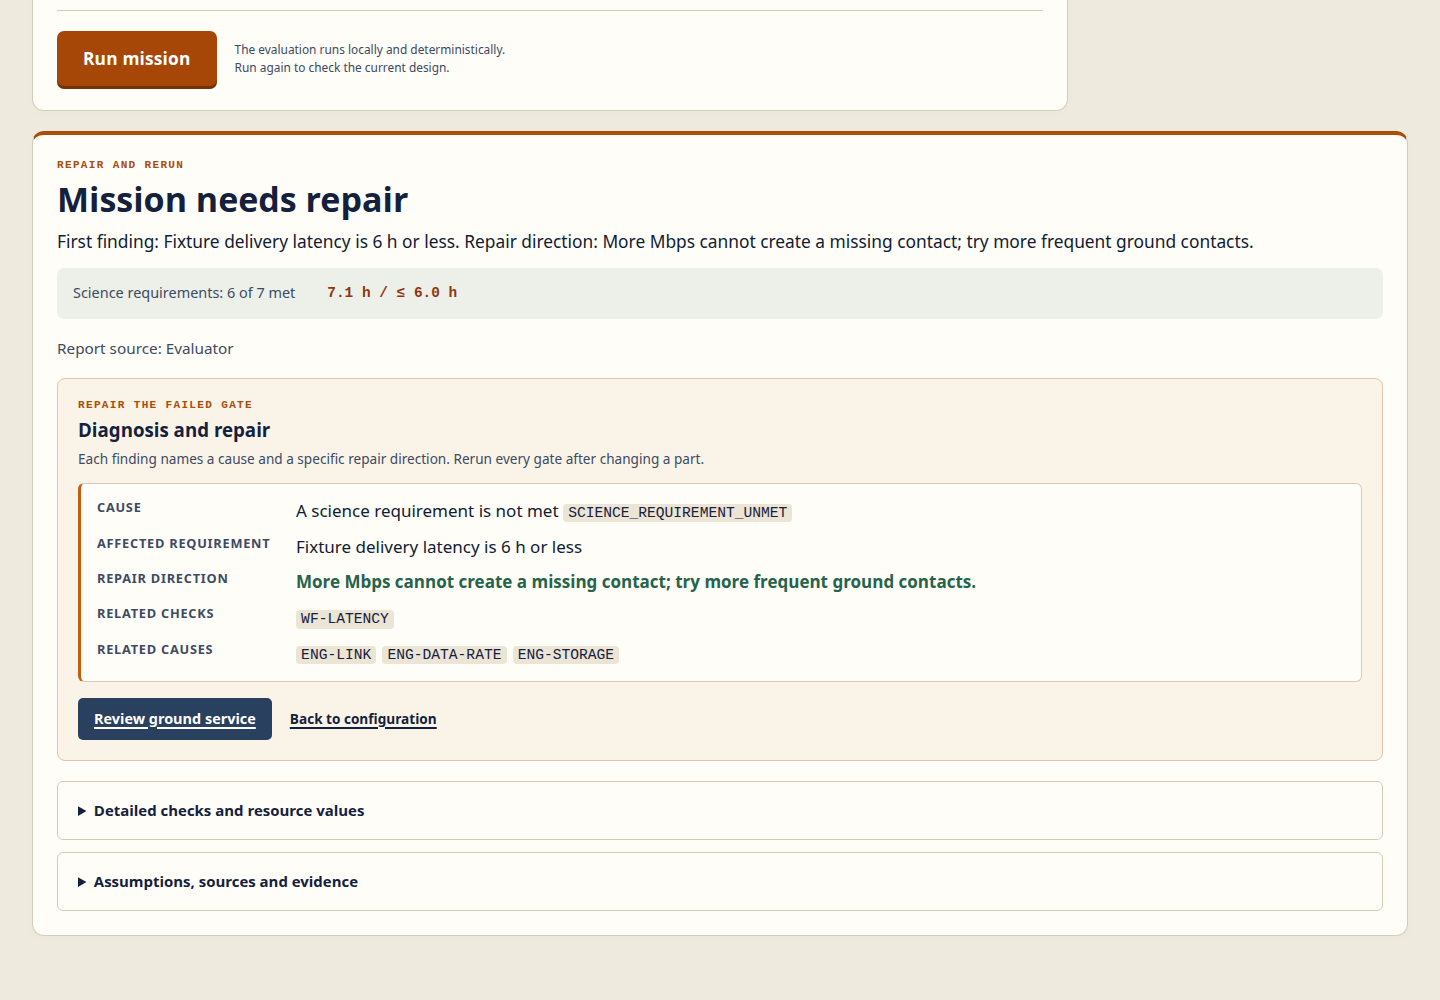 Run mission
The evaluation runs locally and deterministically.
Run again to check the current design.
REPAIR AND RERUN
Mission needs repair
First finding: Fixture delivery latency is 6 h or less. Repair direction: More Mbps cannot create a missing contact; try more frequent ground contacts.
Science requirements: 6 of 7 met 7.1 h / ≤ 6.0 h
Report source: Evaluator
REPAIR THE FAILED GATE
Diagnosis and repair
Each finding names a cause and a specific repair direction. Rerun every gate after changing a part.
CAUSE A science requirement is not met SCIENCE_REQUIREMENT_UNMET
AFFECTED REQUIREMENT Fixture delivery latency is 6 h or less
REPAIR DIRECTION More Mbps cannot create a missing contact; try more frequent ground contacts.
RELATED CHECKS WF-LATENCY
RELATED CAUSES ENG-LINK ENG-DATA-RATE ENG-STORAGE
Review ground service Back to configuration
Detailed checks and resource values
Assumptions, sources and evidence